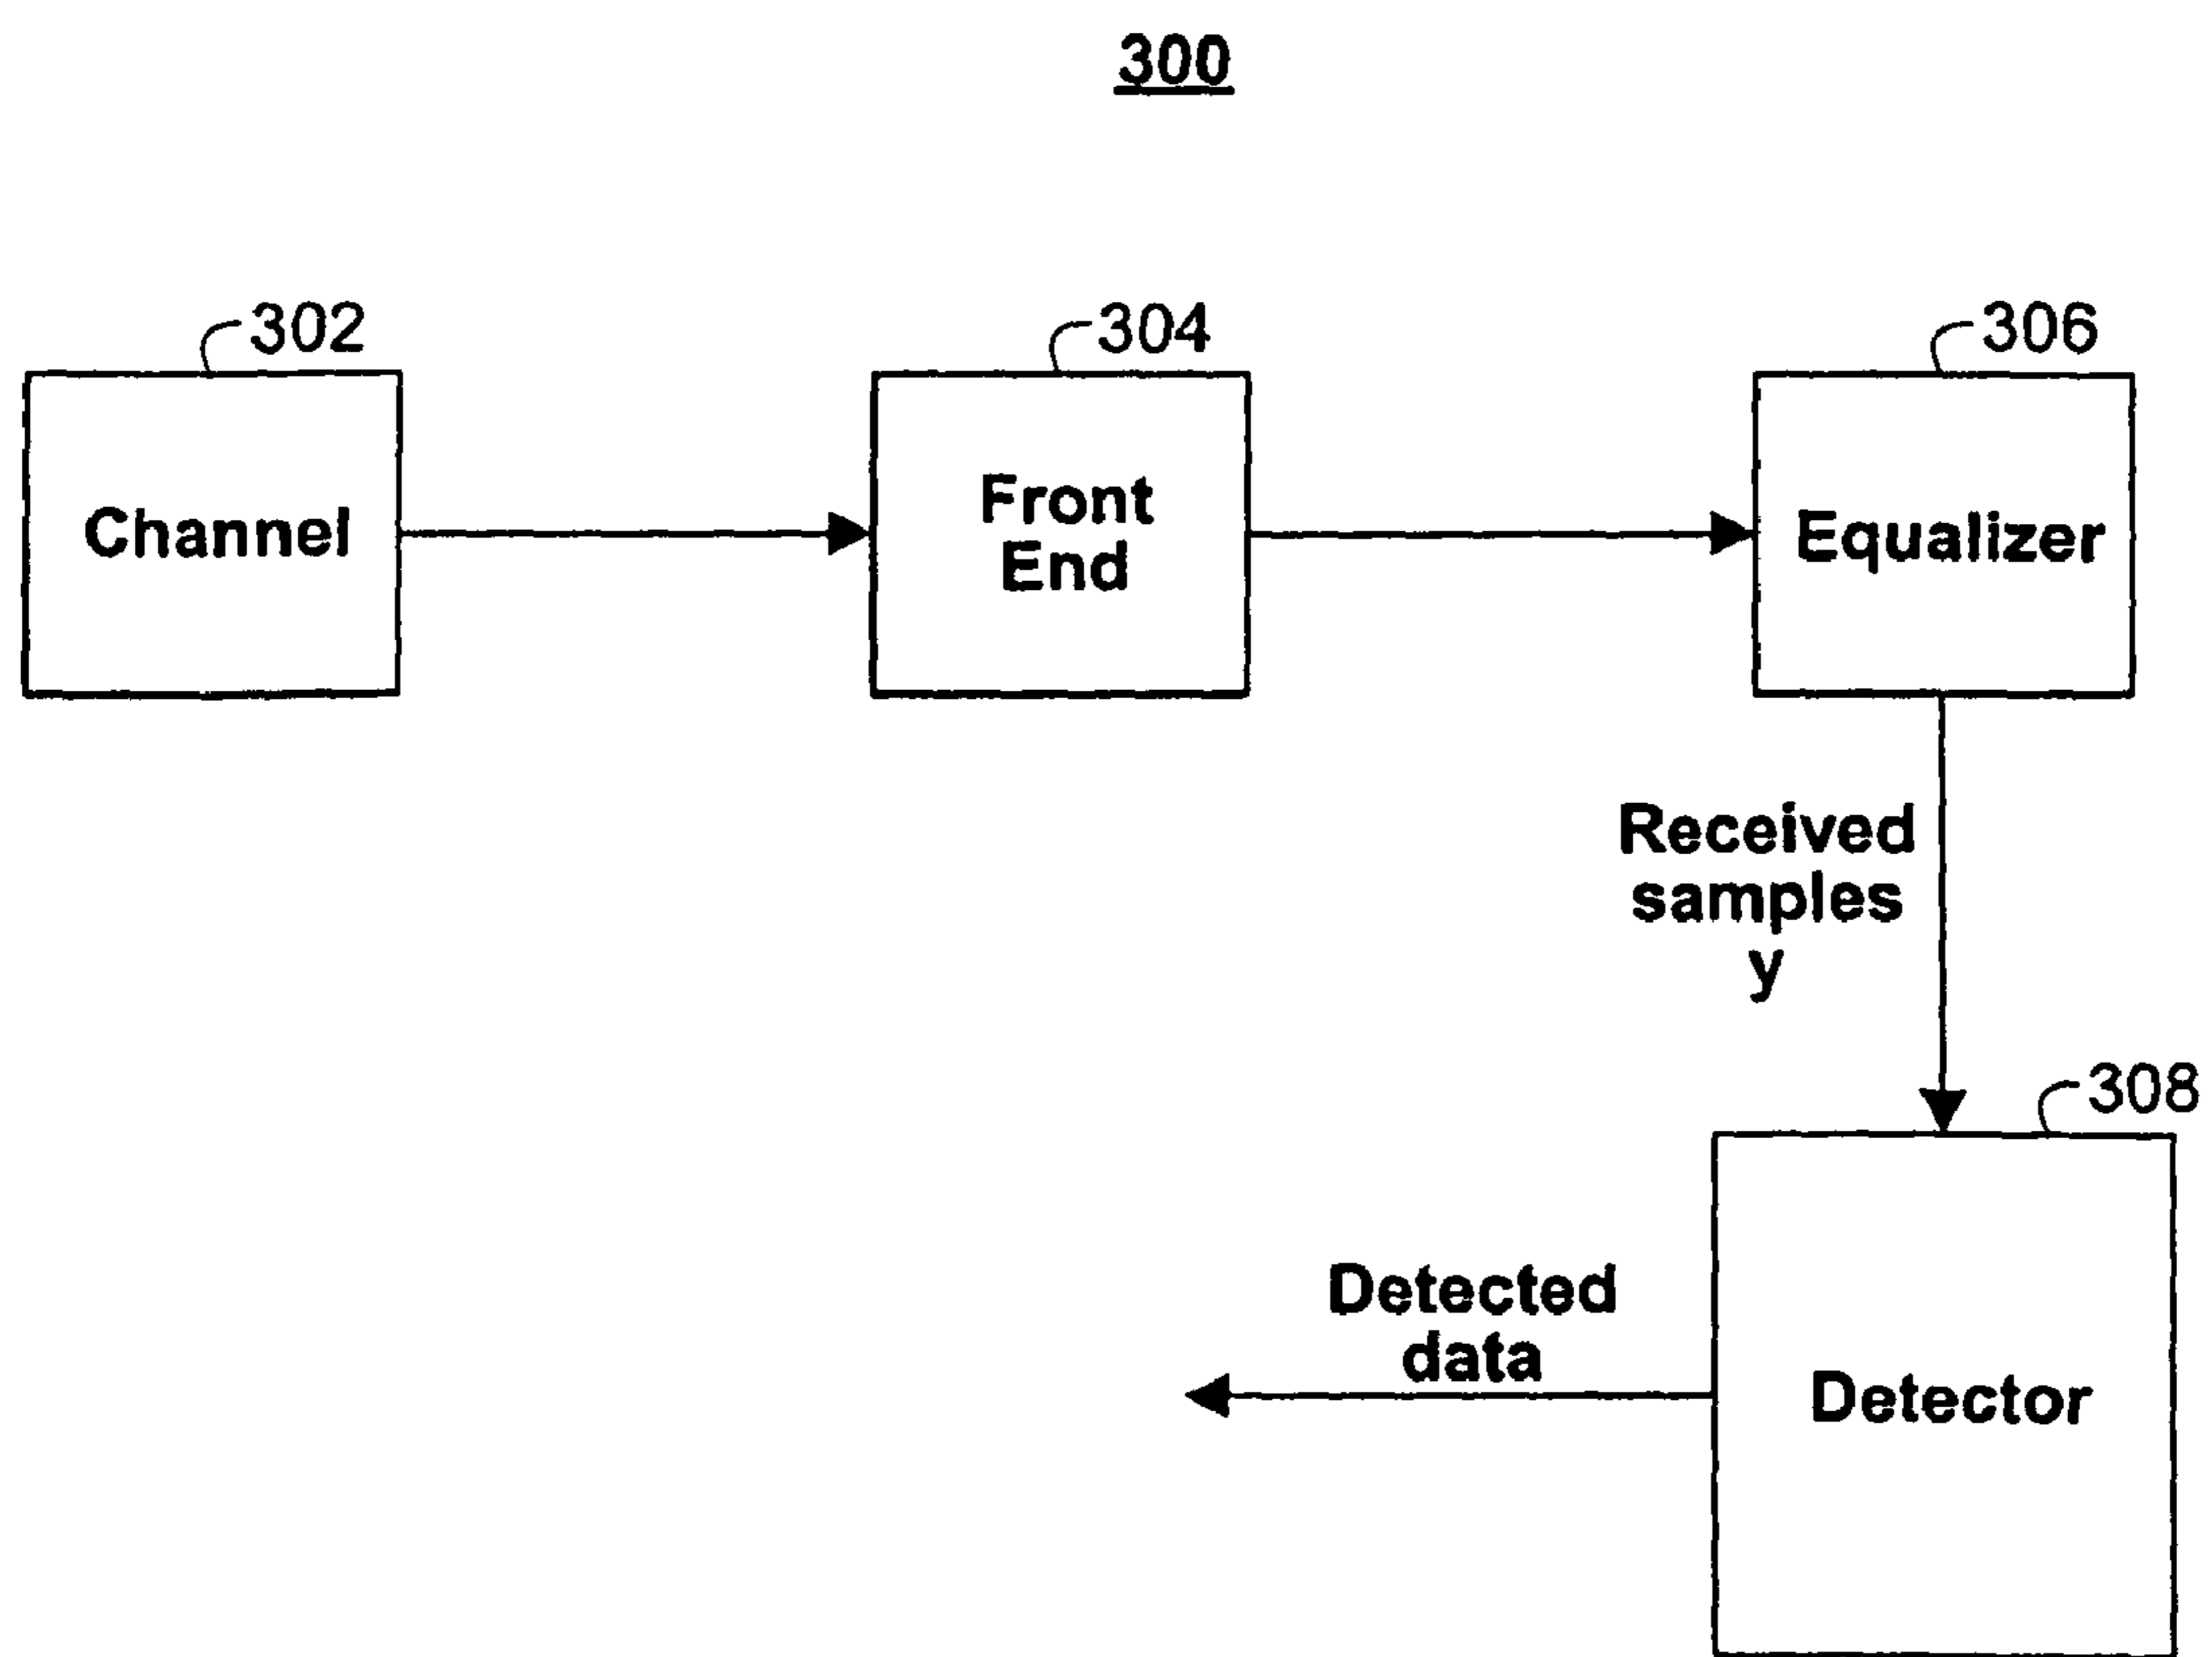 300
302
304
306
Channel
Front
End
Equalizer
Received
samples
y
308
Detected
data
Detector